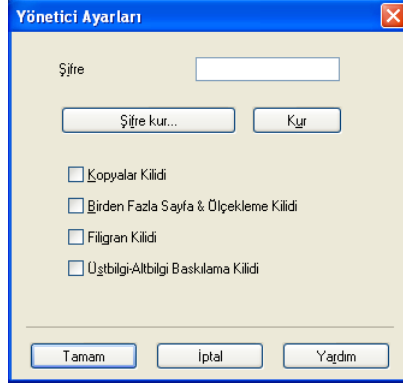 Yönetici Ayarları
Şifre
Şifre kur...
Kur
Kopyalar Kilidi
Birden Fazla Sayfa & Ölçekleme Kilidi
Filigran Kilidi
Üstbilgi-Altbilgi Baskılama Kilidi
Tamam
İptal
Yardım